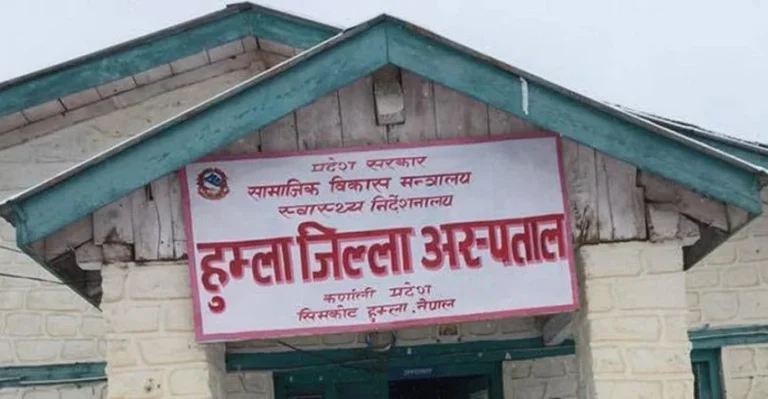 प्रदेश सरकार
सामाजिक विकास मन्त्रालय
स्वास्थ्य निर्देशनालय
हुम्ला जिल्ला अस्पताल
कर्णाली प्रदेश
सिमकोट हुम्ला, नेपाल